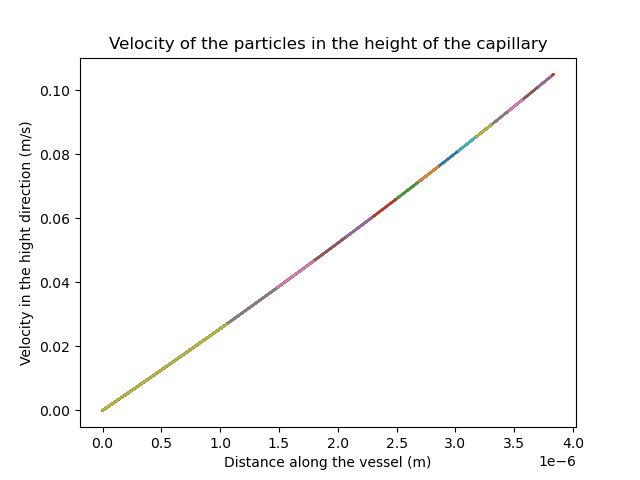 Velocity of the particles in the height of the capillary
Velocity in the hight direction (m/s)
0.10
0.08
0.06
0.04
0.02
0.00
0.0 0.5 1.0 1.5 2.0 2.5 3.0 3.5 4.0
Distance along the vessel (m)
1e−6